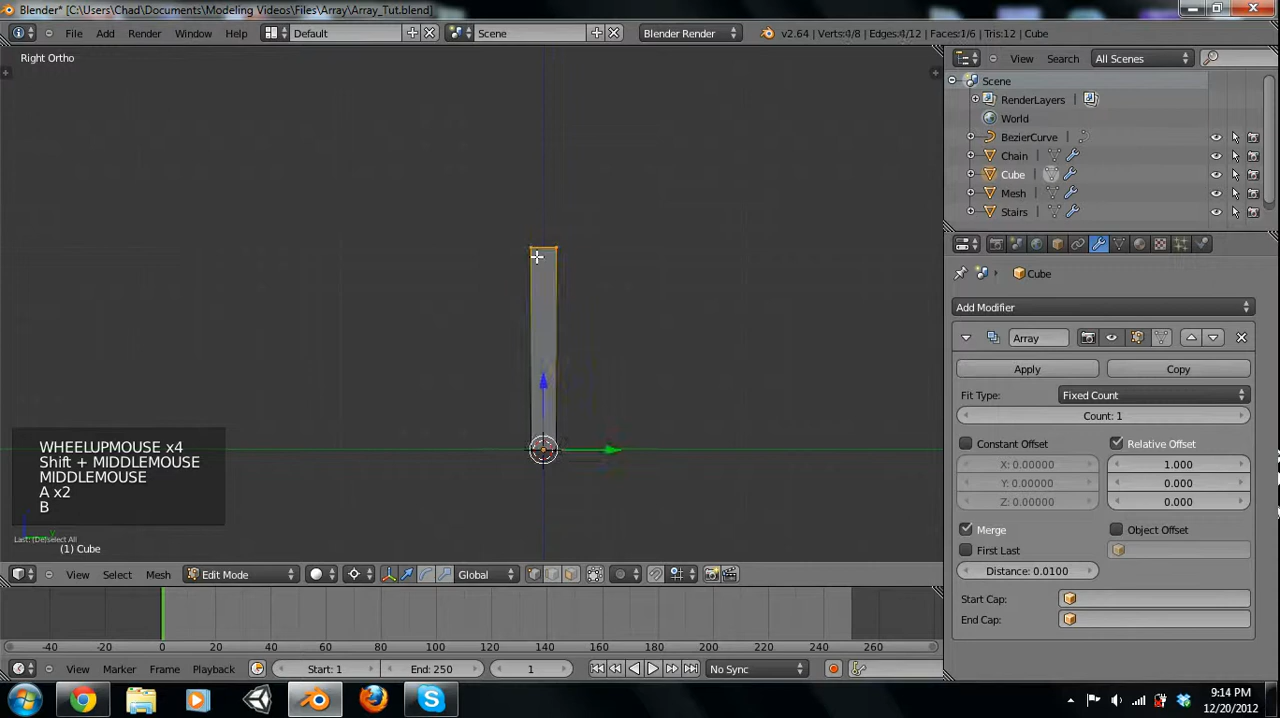 Blender* [C:\Users\Chad\Documents\Modeling Videos\Files\Array\Array_Tut.blend]
File Add Render Window Help Default Scene Blender Render v2.64 | Verts:4/8 | Edges:4/12 | Faces:1/6 | Tris:12 | Cube
Right Ortho
View Search All Scenes
Scene
RenderLayers
World
BezierCurve
Chain
Cube
Mesh
Stairs
Cube
Add Modifier
Array
Apply Copy
Fit Type: Fixed Count
Count: 1
Constant Offset Relative Offset
X: 0.00000 1.000
Y: 0.00000 0.000
Z: 0.00000 0.000
Merge Object Offset
First Last
Distance: 0.0100
Start Cap:
End Cap:
WHEELUPMOUSE x4
Shift + MIDDLEMOUSE
MIDDLEMOUSE
A x2
B
Last: (De)select All
(1) Cube
View Select Mesh Edit Mode Global
-40 -20 0 20 40 60 80 100 120 140 160 180 200 220 240 260
View Marker Frame Playback Start: 1 End: 250 1 No Sync
9:14 PM
12/20/2012